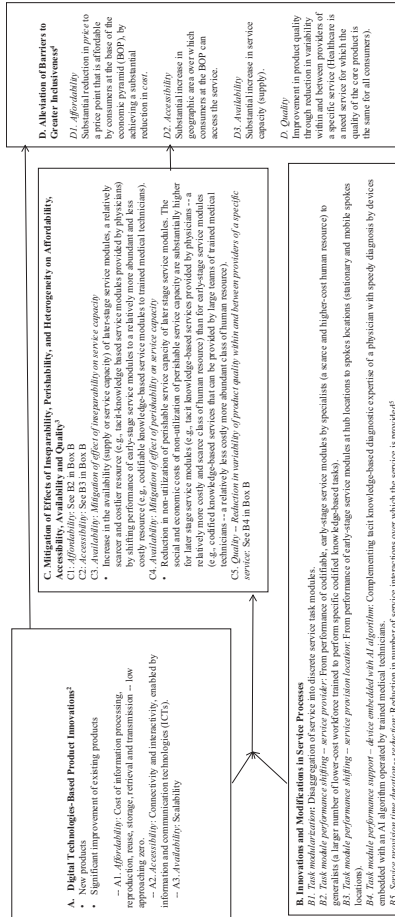 A. Digital Technologies-Based Product Innovations²
• New products
• Significant improvement of existing products
– A1. Affordability: Cost of information processing,
reproduction, reuse, storage, retrieval and transmission -- low
approaching zero.
– A2. Accessibility: Connectivity and interactivity, enabled by
information and communication technologies (ICTs).
– A3. Availability: Scalability
B. Innovations and Modifications in Service Processes
B1. Task modularization: Disaggregation of service into discrete service task modules.
B2. Task module performance shifting – service provider: From performance of codifiable, early-stage service modules by specialists (a scarce and higher-cost human resource) to
generalists (a larger number of lower-cost workforce trained to perform specific codified knowledge-based tasks).
B3. Task module performance shifting – service provision location: From performance of early-stage service modules at hub locations to spokes locations (stationary and mobile spokes
locations).
B4. Task module performance support – device embedded with AI algorithm: Complementing tacit knowledge-based diagnostic expertise of a physician with speedy diagnosis by devices
embedded with an AI algorithm operated by trained medical technicians.
B5. Service provision time duration – reduction: Reduction in number of service interactions over which the service is provided
C. Mitigation of Effects of Inseparability, Perishability, and Heterogeneity on Affordability,
Accessibility, Availability and Quality³
C1: Affordability: See B2 in Box B
C2: Accessibility: See B3 in Box B
C3. Availability: Mitigation of effect of inseparability on service capacity
• Increase in the availability (supply or service capacity) of later-stage service modules, a relatively
scarcer and costlier resource (e.g., tacit-knowledge based service modules provided by physicians)
by shifting performance of early-stage service modules to a relatively more abundant and less
costly resource (e.g., codifiable knowledge-based service modules to trained medical technicians).
C4. Availability: Mitigation of effect of perishability on service capacity
• Reduction in non-utilization of perishable service capacity of later stage service modules. The
social and economic costs of non-utilization of perishable service capacity are substantially higher
for later stage service modules (e.g., tacit knowledge-based services provided by physicians -- a
relatively more costly and scarce class of human resource) than for early-stage service modules
(e.g., codified knowledge-based services that can be provided by large teams of trained medical
technicians -- a relatively less costly more abundant class of human resource).
C5. Quality – Reduction in variability of product quality within and between providers of a specific
service: See B4 in Box B
D. Alleviation of Barriers to
Greater Inclusiveness⁴
D1. Affordability
Substantial reduction in price to
a price point that is affordable
by consumers at the base of the
economic pyramid (BOP), by
achieving a substantial
reduction in cost.
D2. Accessibility
Substantial increase in
geographic area over which
consumers at the BOP can
access the service.
D3. Availability
Substantial increase in service
capacity (supply).
D. Quality
Improvement in product quality
through reduction in variability
within and between providers of
a specific service (Healthcare is
a need service for which the
quality of the core product is
the same for all consumers).